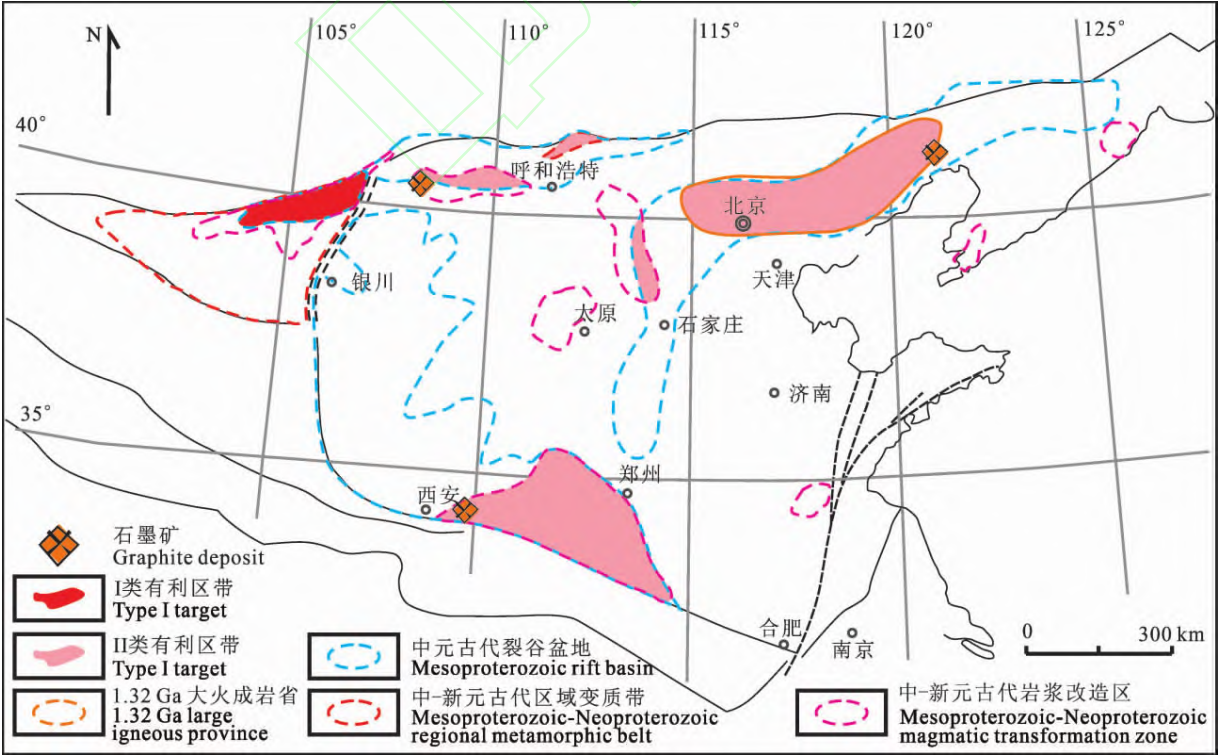 105°
110°
115°
120°
125°
N
40°
呼和浩特
北京
银川
天津
太原
石家庄
济南
35°
郑州
西安
合肥
南京
0
300 km
石墨矿
Graphite deposit
I类有利区带
Type I target
II类有利区带
Type I target
1.32 Ga 大火成岩省
1.32 Ga large
igneous province
中元古代裂谷盆地
Mesoproterozoic rift basin
中-新元古代区域变质带
Mesoproterozoic-Neoproterozoic
regional metamorphic belt
中-新元古代岩浆改造区
Mesoproterozoic-Neoproterozoic
magmatic transformation zone